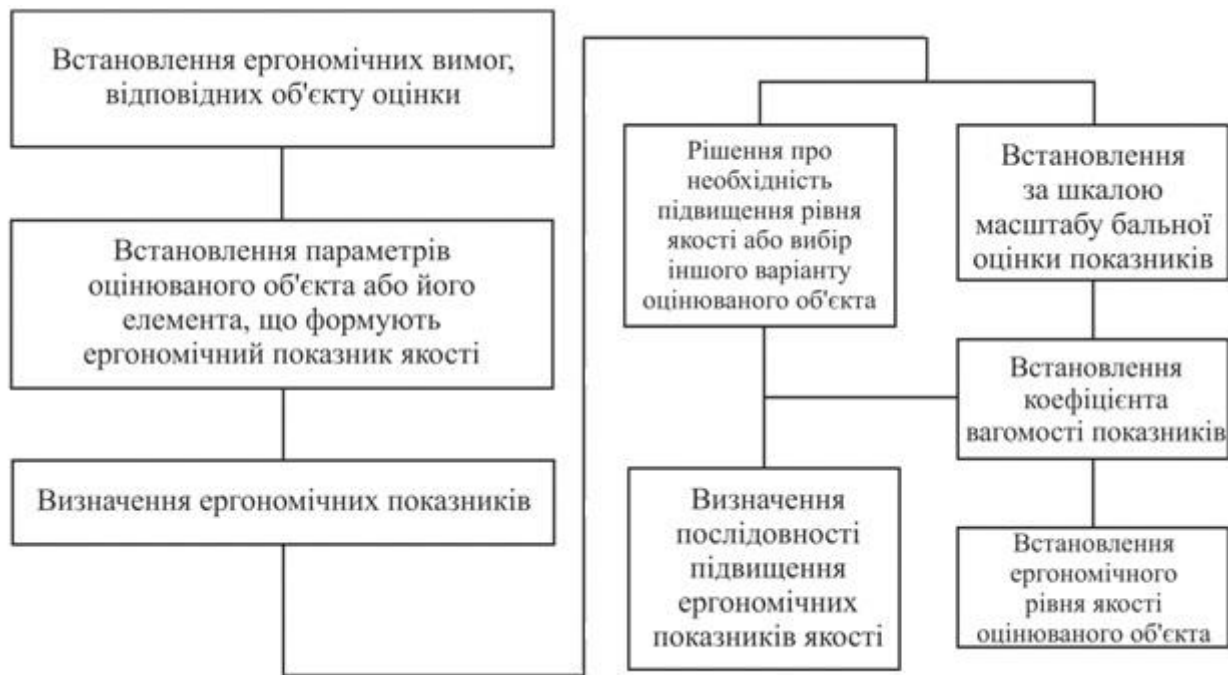 Встановлення ергономічних вимог,
відповідних об'єкту оцінки
Встановлення параметрів
оцінюваного об'єкта або його
елемента, що формують
ергономічний показник якості
Визначення ергономічних показників
Рішення про
необхідність
підвищення рівня
якості або вибір
іншого варіанту
оцінюваного об'єкта
Визначення
послідовності
підвищення
ергономічних
показників якості
Встановлення
за шкалою
масштабу бальної
оцінки показників
Встановлення
коефіцієнта
вагомості показників
Встановлення
ергономічного
рівня якості
оцінюваного об'єкта